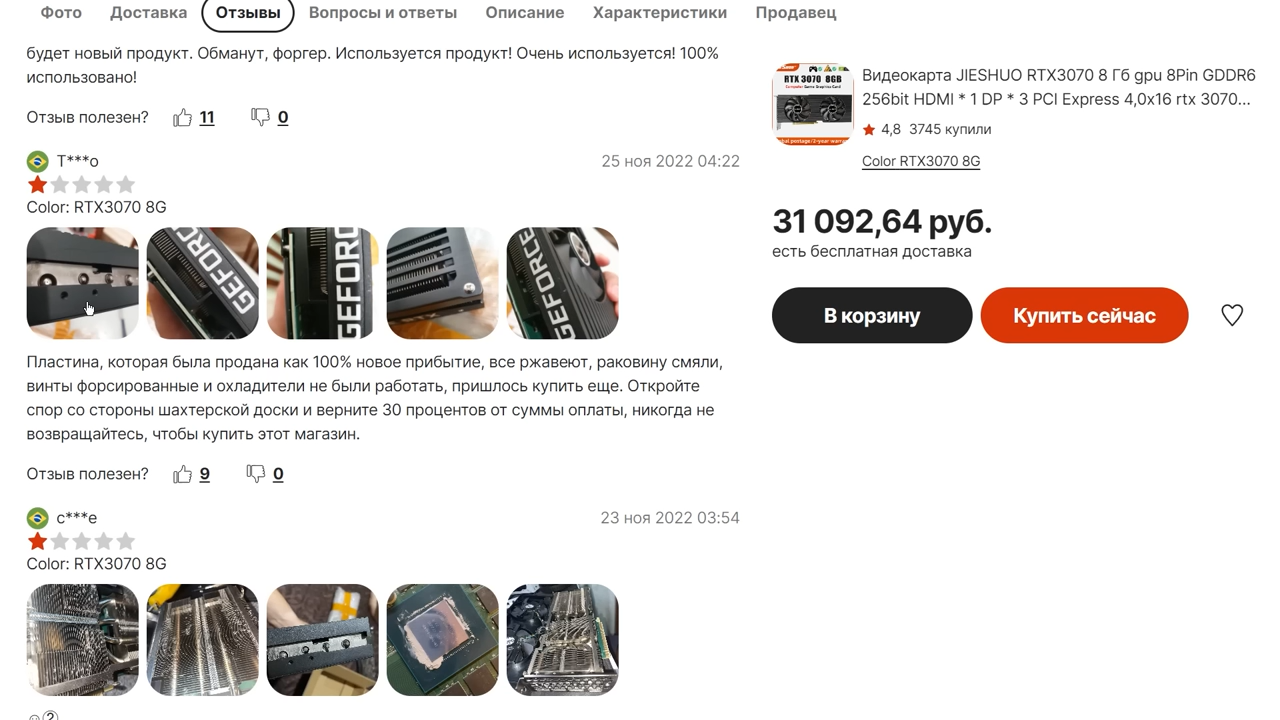 Фото Доставка Отзывы Вопросы и ответы Описание Характеристики Продавец
будет новый продукт. Обманут, форгер. Используется продукт! Очень используется! 100%
использовано!
Отзыв полезен? 11 0
T***o 25 ноя 2022 04:22
Color: RTX3070 8G
GEFORCE
GEFORC
GEFORCE
Пластина, которая была продана как 100% новое прибытие, все ржавеют, раковину смяли,
винты форсированные и охладители не были работать, пришлось купить еще. Откройте
спор со стороны шахтерской доски и верните 30 процентов от суммы оплаты, никогда не
возвращайтесь, чтобы купить этот магазин.
Отзыв полезен? 9 0
c***e 23 ноя 2022 03:54
Color: RTX3070 8G
RTX 3070 8GB
Видеокарта JIESHUO RTX3070 8 Гб gpu 8Pin GDDR6
256bit HDMI * 1 DP * 3 PCI Express 4,0x16 rtx 3070...
4,8 3745 купили
Color RTX3070 8G
31 092,64 руб.
есть бесплатная доставка
В корзину Купить сейчас